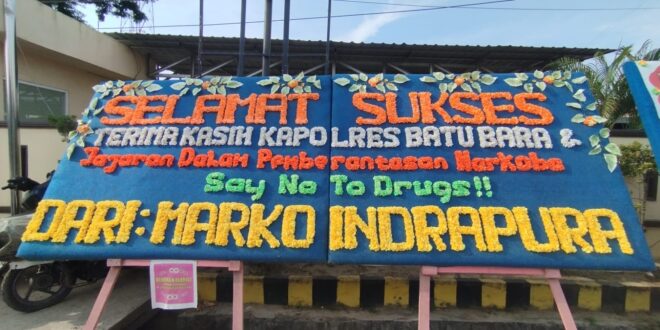 SELAMAT SUKSES
TERIMA KASIH KAPOLRES BATU BARA &
Jajaran Dalam Pemberantasan Narkoba
Say No To Drugs!!
DARI: MARKO INDRAPURA